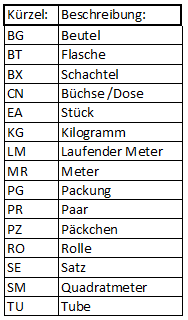 Kürzel: Beschreibung:
BG Beutel
BT Flasche
BX Schachtel
CN Büchse /Dose
EA Stück
KG Kilogramm
LM Laufender Meter
MR Meter
PG Packung
PR Paar
PZ Päckchen
RO Rolle
SE Satz
SM Quadratmeter
TU Tube